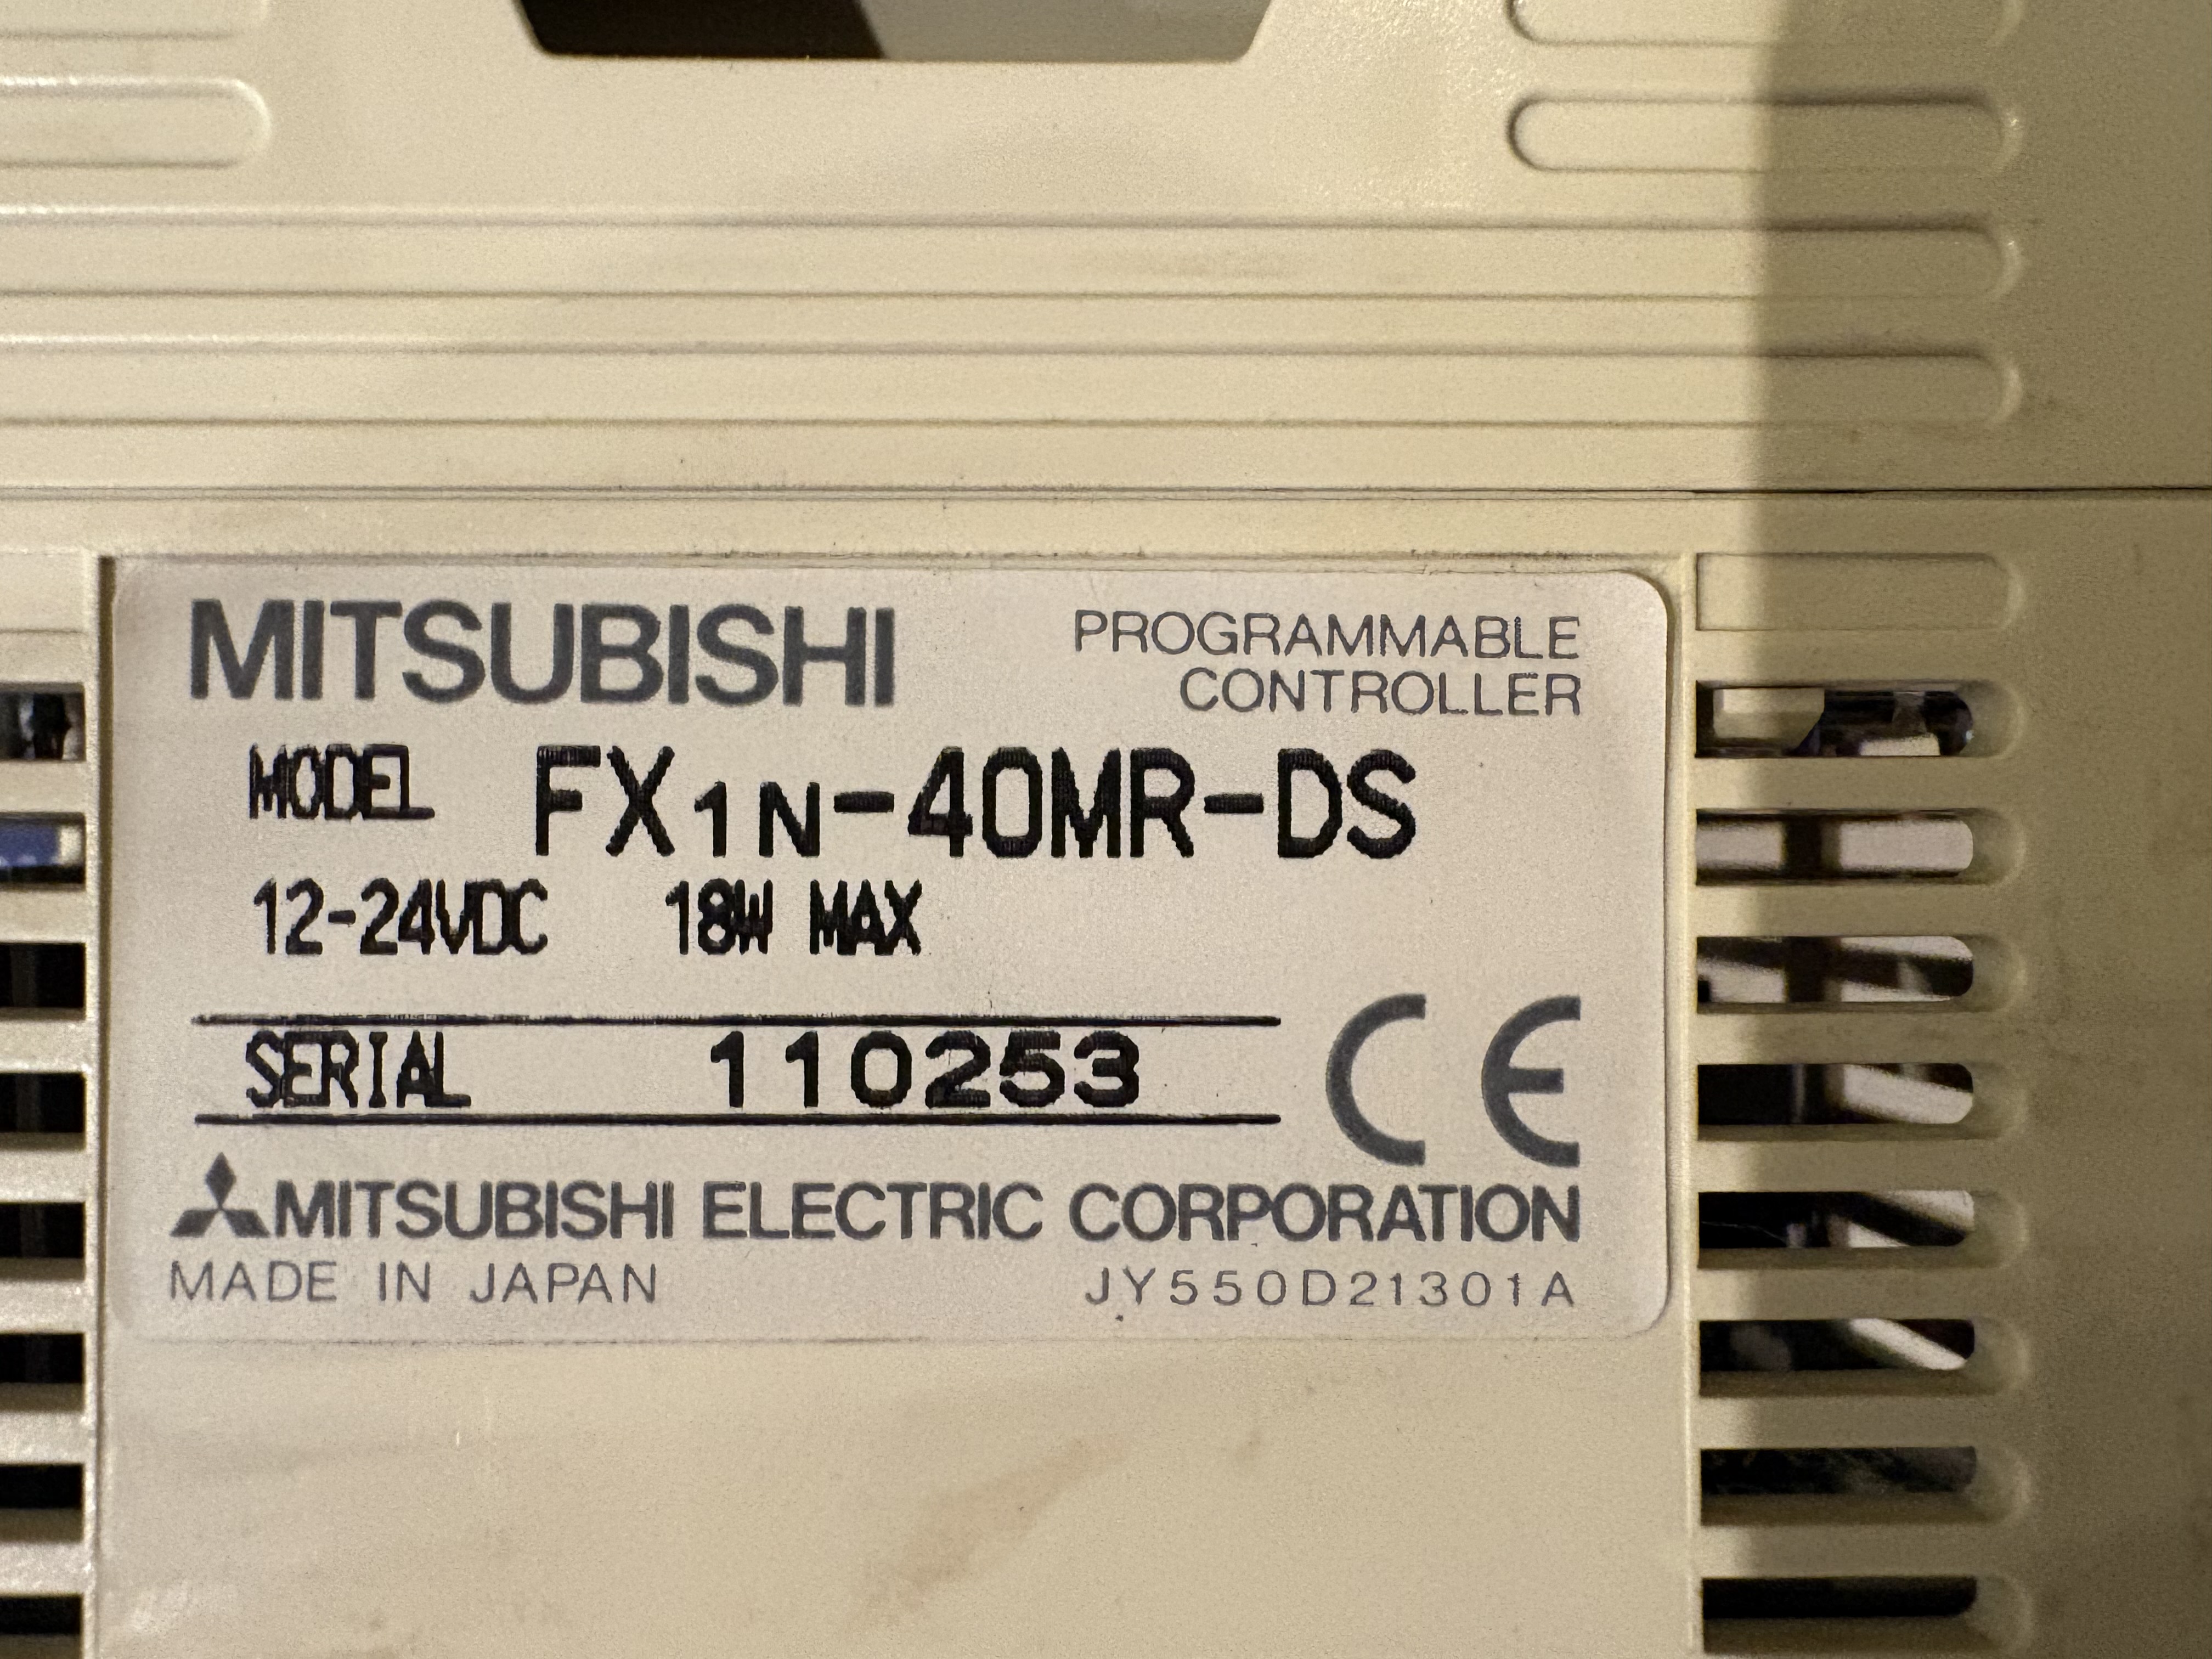 MITSUBISHI
PROGRAMMABLE
CONTROLLER
MODEL FX1N-40MR-DS
12-24VDC 18W MAX
SERIAL 110253
CE
MITSUBISHI ELECTRIC CORPORATION
MADE IN JAPAN JY550D21301A